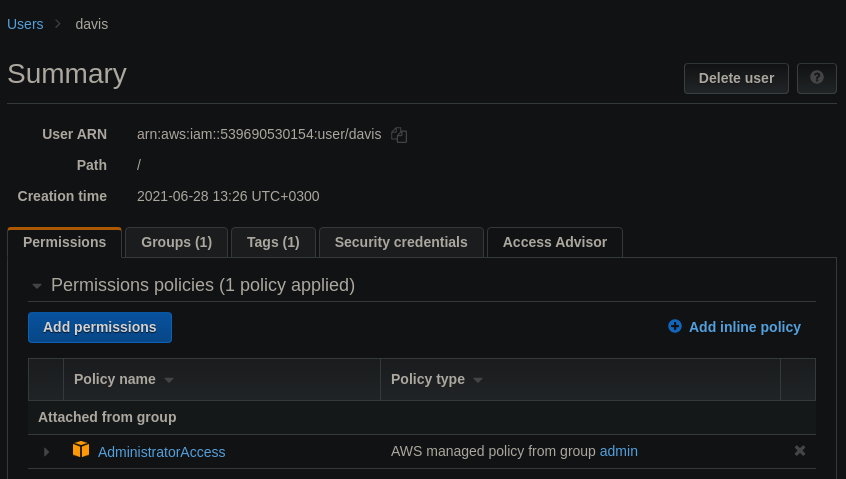 Users > davis
Summary
Delete user
User ARN arn:aws:iam::539690530154:user/davis
Path /
Creation time 2021-06-28 13:26 UTC+0300
Permissions Groups (1) Tags (1) Security credentials Access Advisor
Permissions policies (1 policy applied)
Add permissions Add inline policy
Policy name Policy type
Attached from group
AdministratorAccess AWS managed policy from group admin